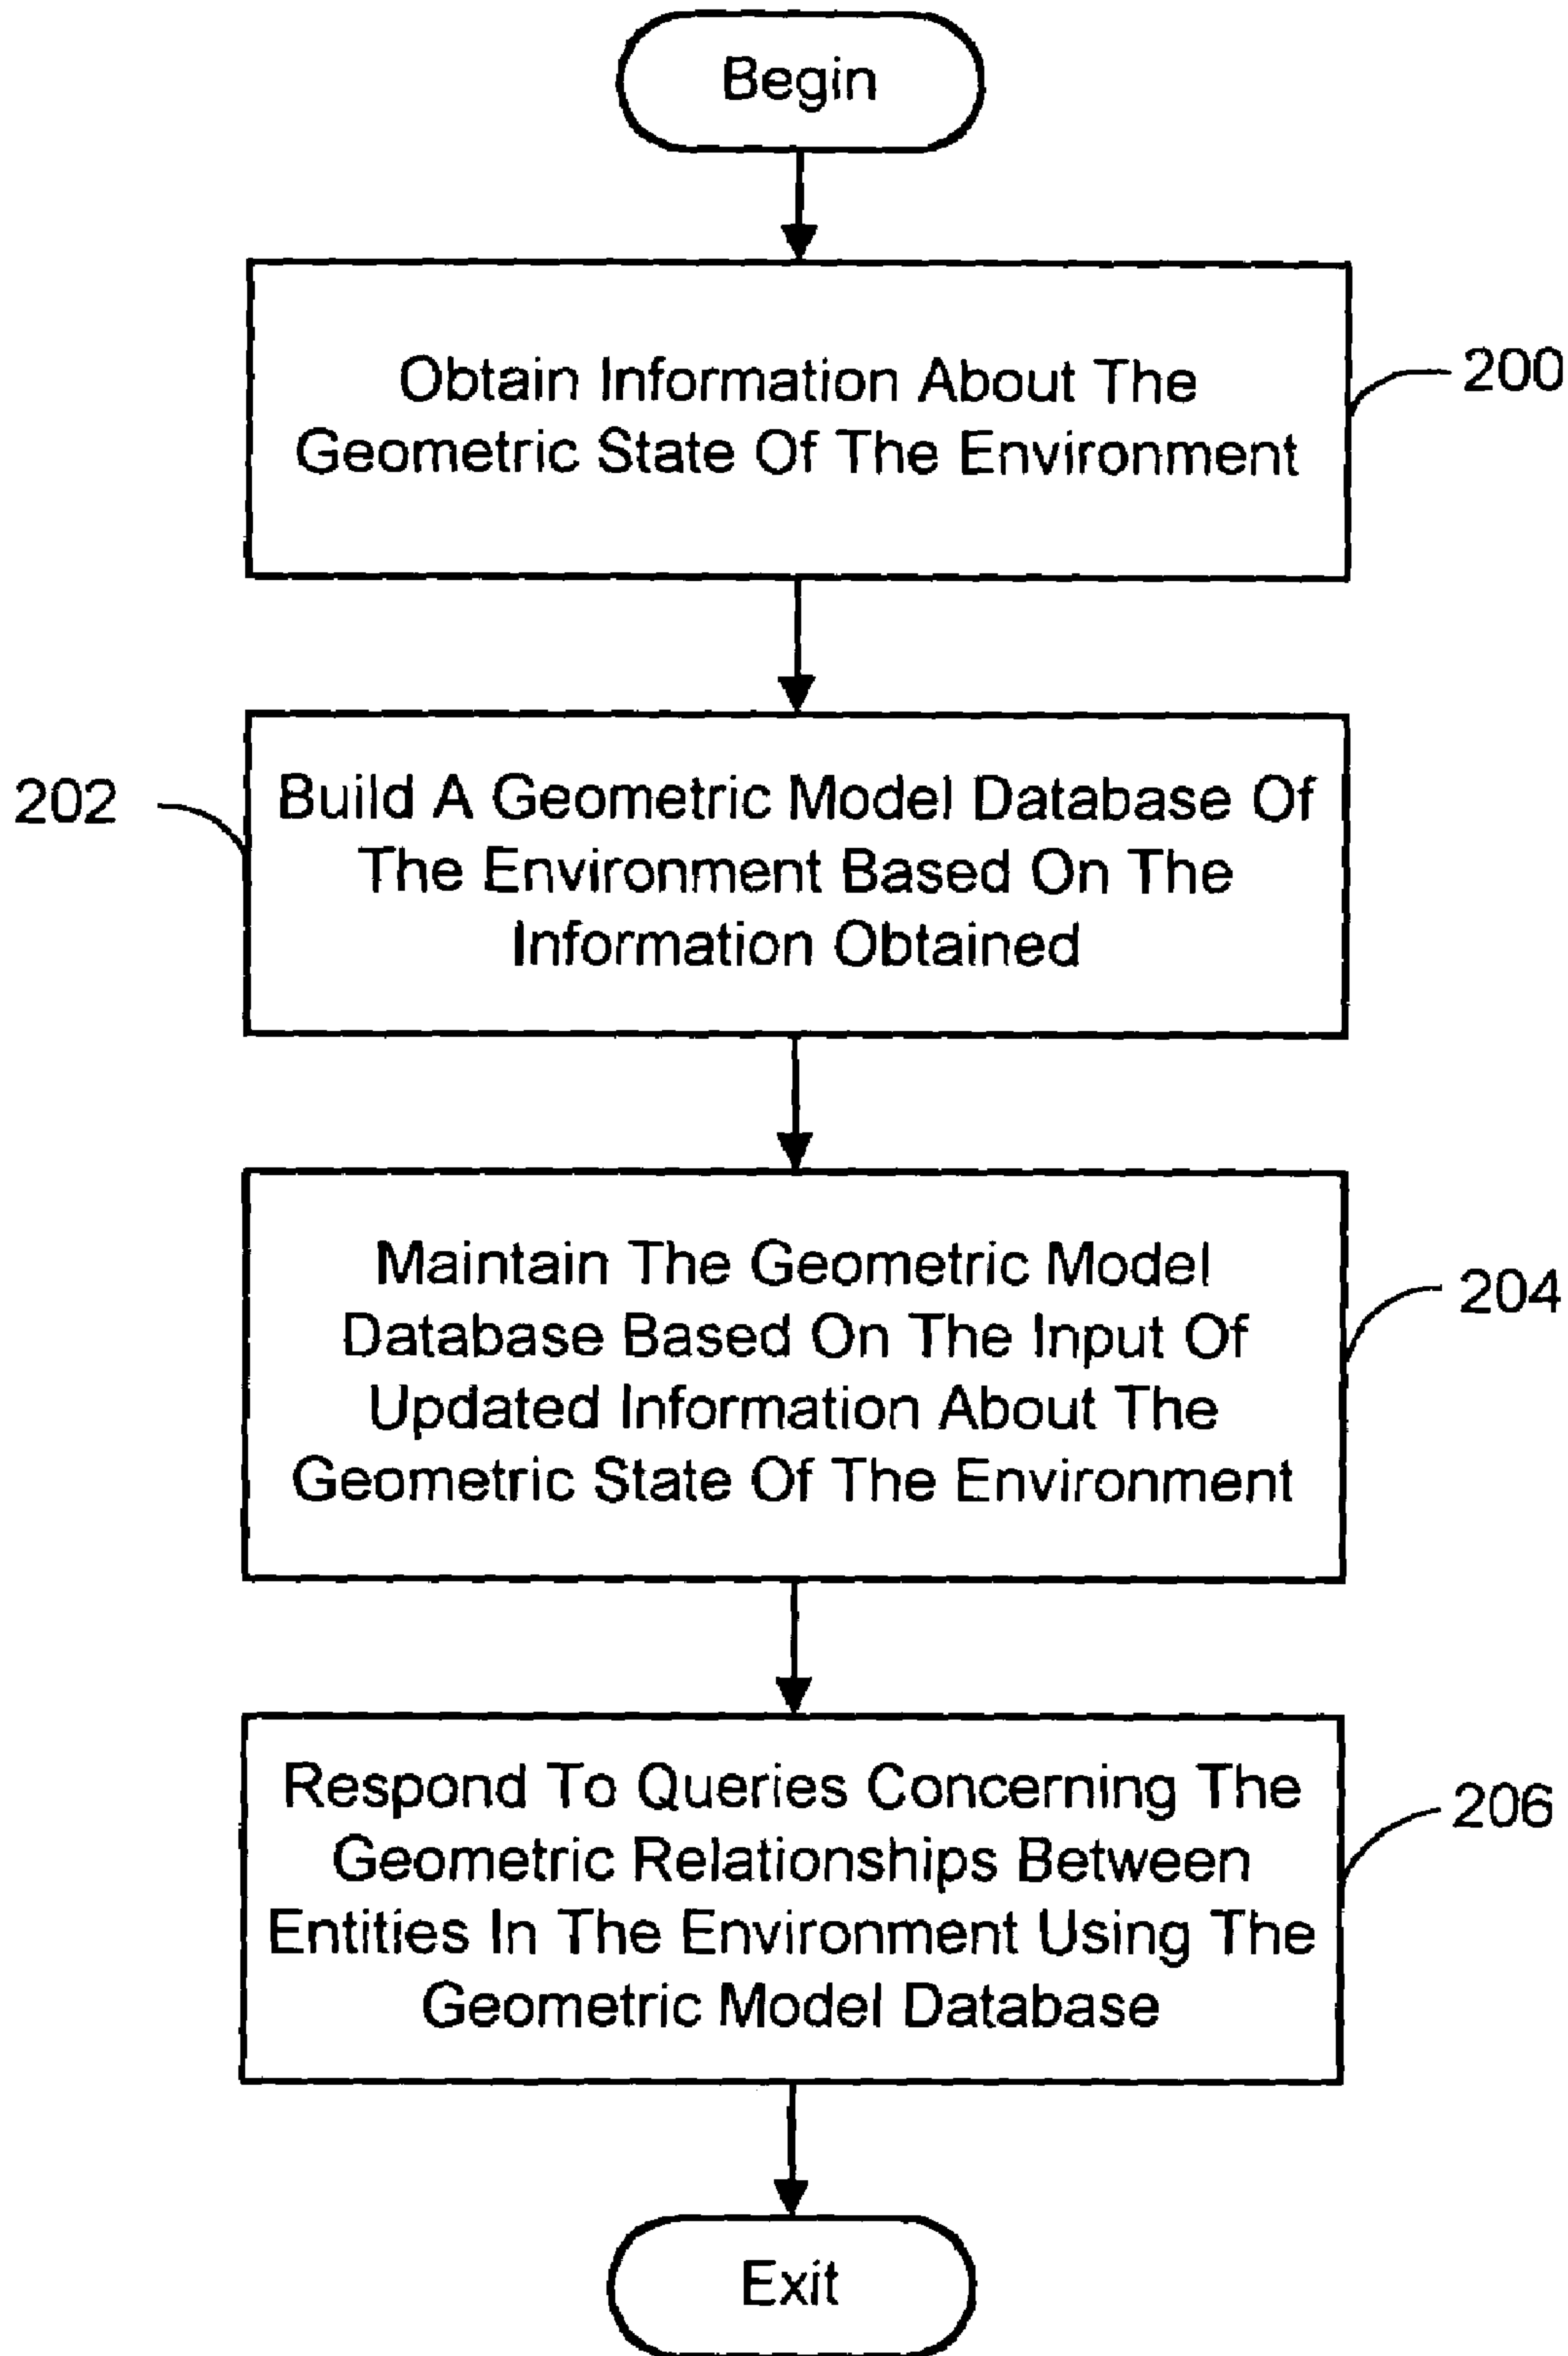 Begin
Obtain Information About The
Geometric State Of The Environment
200
202
Build A Geometric Model Database Of
The Environment Based On The
Information Obtained
Maintain The Geometric Model
Database Based On The Input Of
Updated Information About The
Geometric State Of The Environment
204
Respond To Queries Concerning The
Geometric Relationships Between
Entities In The Environment Using The
Geometric Model Database
206
Exit